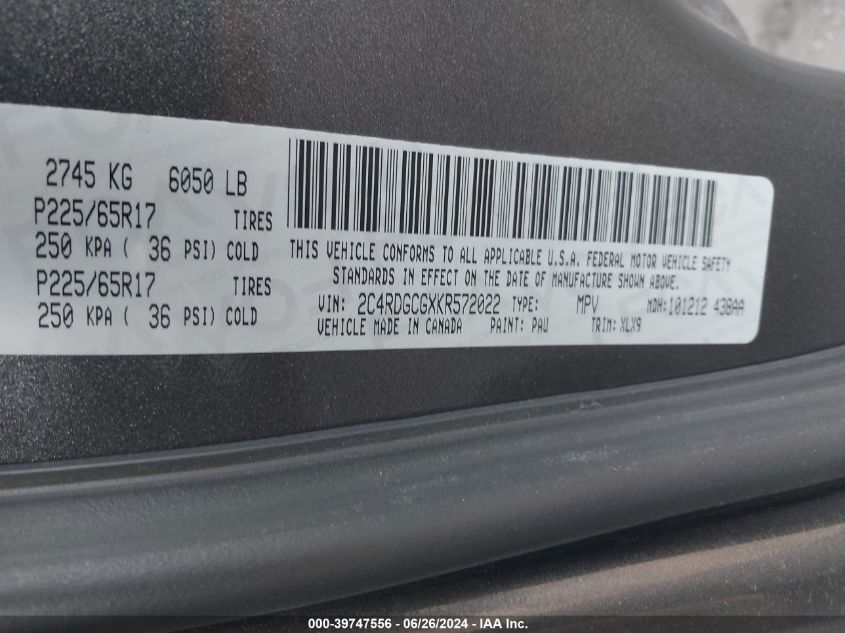 2745 KG 6050 LB
P225/65R17 TIRES
250 KPA ( 36 PSI) COLD
P225/65R17 TIRES
250 KPA ( 36 PSI) COLD
THIS VEHICLE CONFORMS TO ALL APPLICABLE U.S.A. FEDERAL MOTOR VEHICLE SAFETY
STANDARDS IN EFFECT ON THE DATE OF MANUFACTURE SHOWN ABOVE.
VIN: 2C4RDGCGXKR572022 TYPE: MPV MDH:101212 438AA
VEHICLE MADE IN CANADA PAINT: PAU TRIM: XLX9
000-39747556 - 06/26/2024 - IAA Inc.